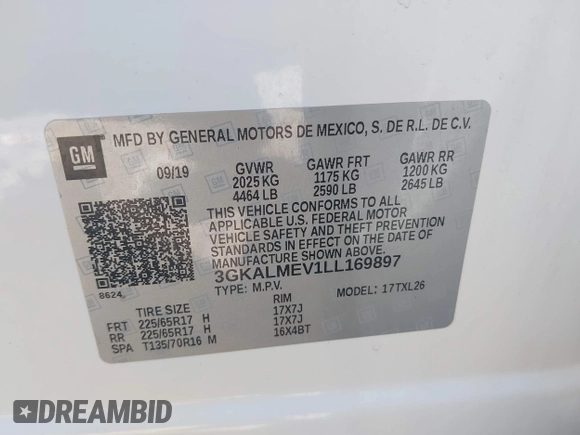 GM
MFD BY GENERAL MOTORS DE MEXICO, S. DE R.L. DE C.V.
09/19 GVWR GAWR FRT GAWR RR
2025 KG 1175 KG 1200 KG
4464 LB 2590 LB 2645 LB
THIS VEHICLE CONFORMS TO ALL
APPLICABLE U.S. FEDERAL MOTOR
VEHICLE SAFETY AND THEFT PREVENTION
STANDARDS IN EFFECT ON THE DATE OF
MANUFACTURE SHOWN ABOVE.
3GKALMEV1LL169897
8624
TYPE: M.P.V. MODEL: 17TXL26
TIRE SIZE RIM
FRT 225/65R17 H 17X7J
RR 225/65R17 H 17X7J
SPA T135/70R16 M 16X4BT
DREAMBID
DREAMBID